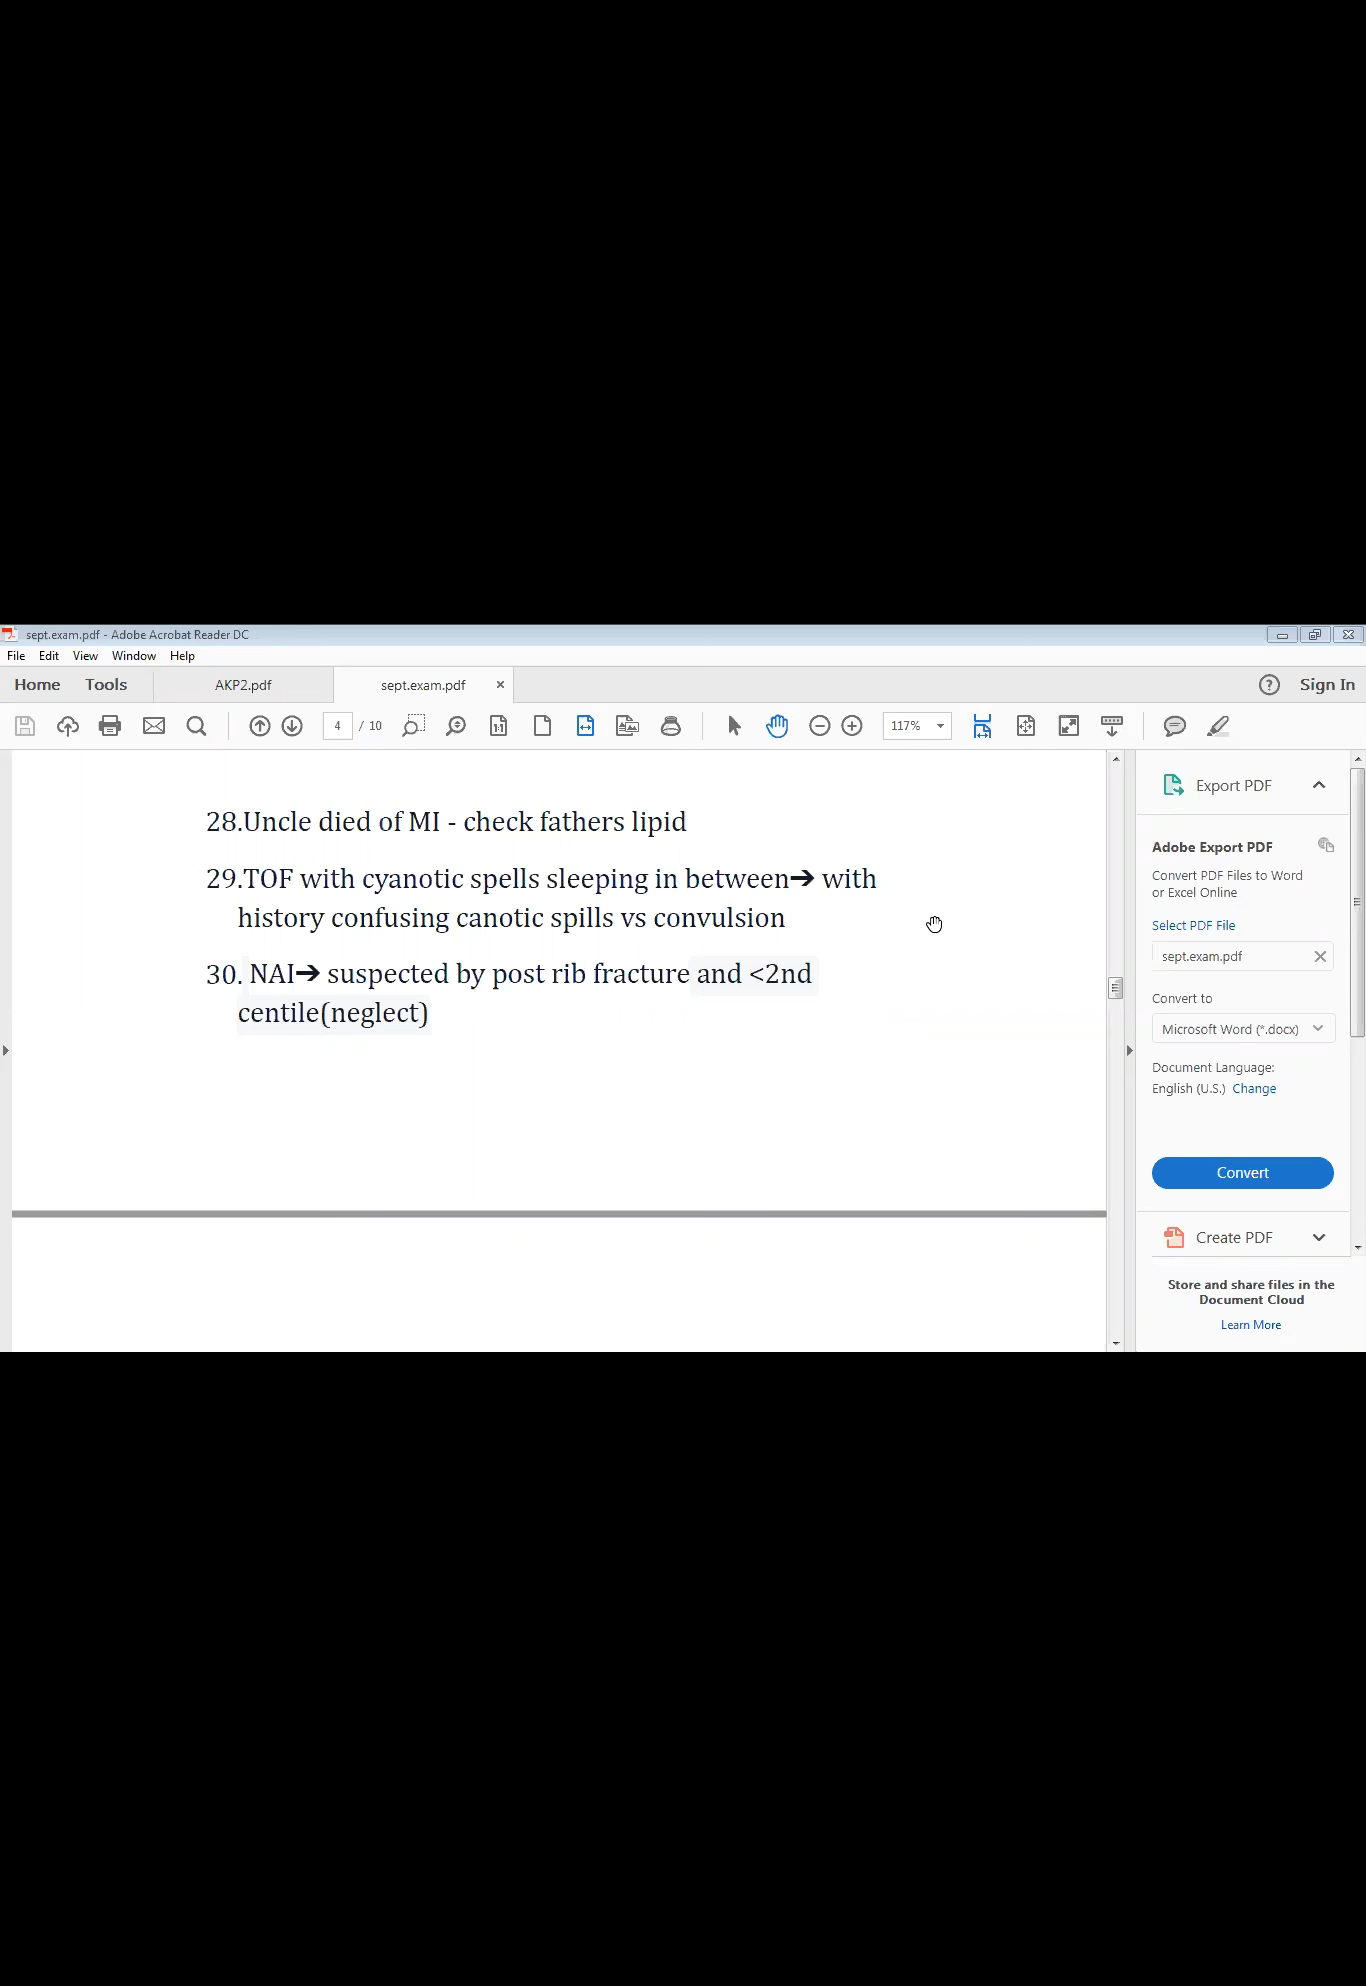 sept.exam.pdf - Adobe Acrobat Reader DC
File Edit View Window Help
Home Tools AKP2.pdf sept.exam.pdf × ? Sign In
4 / 10 1:1 117%
28.Uncle died of MI - check fathers lipid
29.TOF with cyanotic spells sleeping in between➔ with
history confusing canotic spills vs convulsion
30. NAI➔ suspected by post rib fracture and <2nd
centile(neglect)
Export PDF
Adobe Export PDF
Convert PDF Files to Word
or Excel Online
Select PDF File
sept.exam.pdf
Convert to
Microsoft Word (*.docx)
Document Language:
English (U.S.) Change
Convert
Create PDF
Store and share files in the
Document Cloud
Learn More